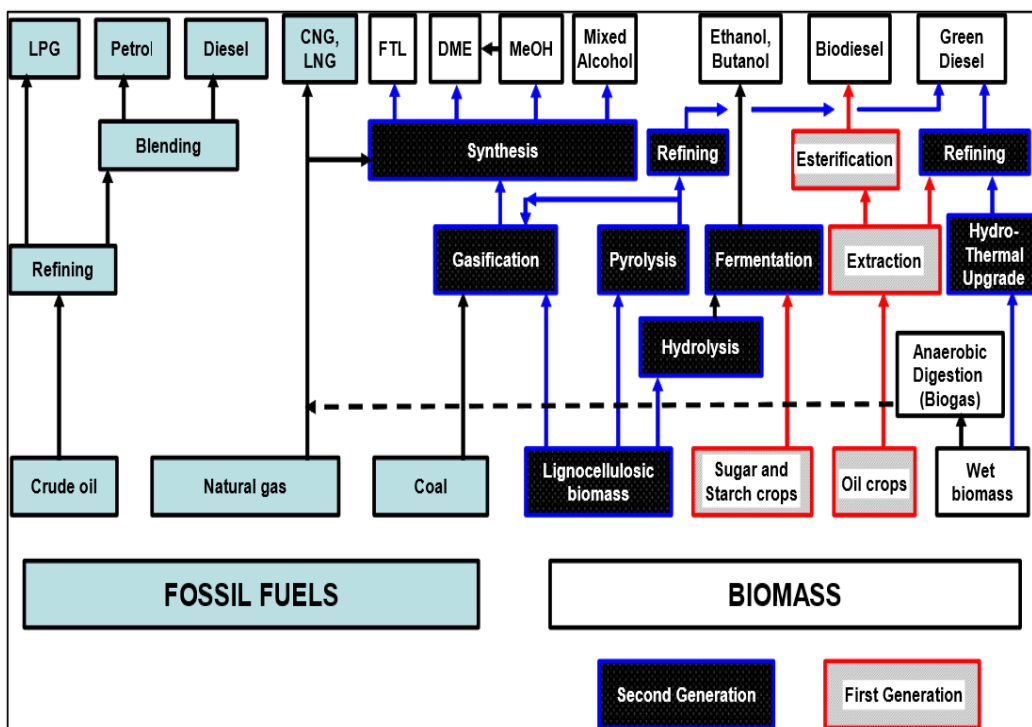 LPG
Petrol
Diesel
CNG,
LNG
FTL
DME
MeOH
Mixed
Alcohol
Ethanol,
Butanol
Biodiesel
Green
Diesel
Blending
Synthesis
Refining
Esterification
Refining
Refining
Gasification
Pyrolysis
Fermentation
Extraction
Hydro-
Thermal
Upgrade
Hydrolysis
Anaerobic
Digestion
(Biogas)
Crude oil
Natural gas
Coal
Lignocellulosic
biomass
Sugar and
Starch crops
Oil crops
Wet
biomass
FOSSIL FUELS
BIOMASS
Second Generation
First Generation